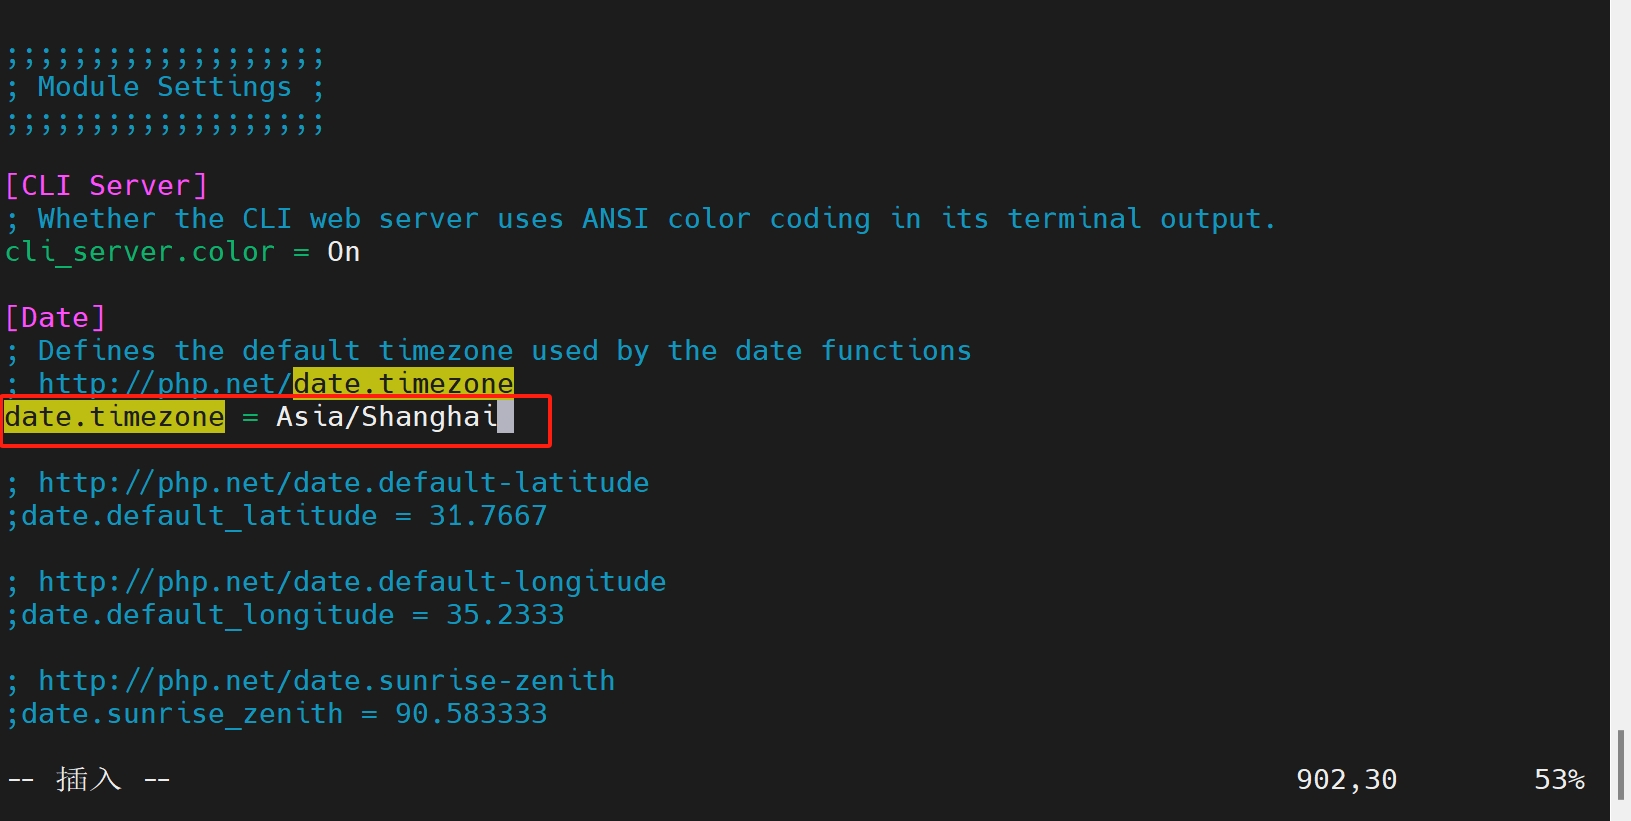 ;;;;;;;;;;;;;;;;;;;
; Module Settings ;
;;;;;;;;;;;;;;;;;;;
[CLI Server]
; Whether the CLI web server uses ANSI color coding in its terminal output.
cli_server.color = On
[Date]
; Defines the default timezone used by the date functions
; http://php.net/date.timezone
date.timezone = Asia/Shanghai
; http://php.net/date.default-latitude
;date.default_latitude = 31.7667
; http://php.net/date.default-longitude
;date.default_longitude = 35.2333
; http://php.net/date.sunrise-zenith
;date.sunrise_zenith = 90.583333
-- 插入 -- 902,30 53%